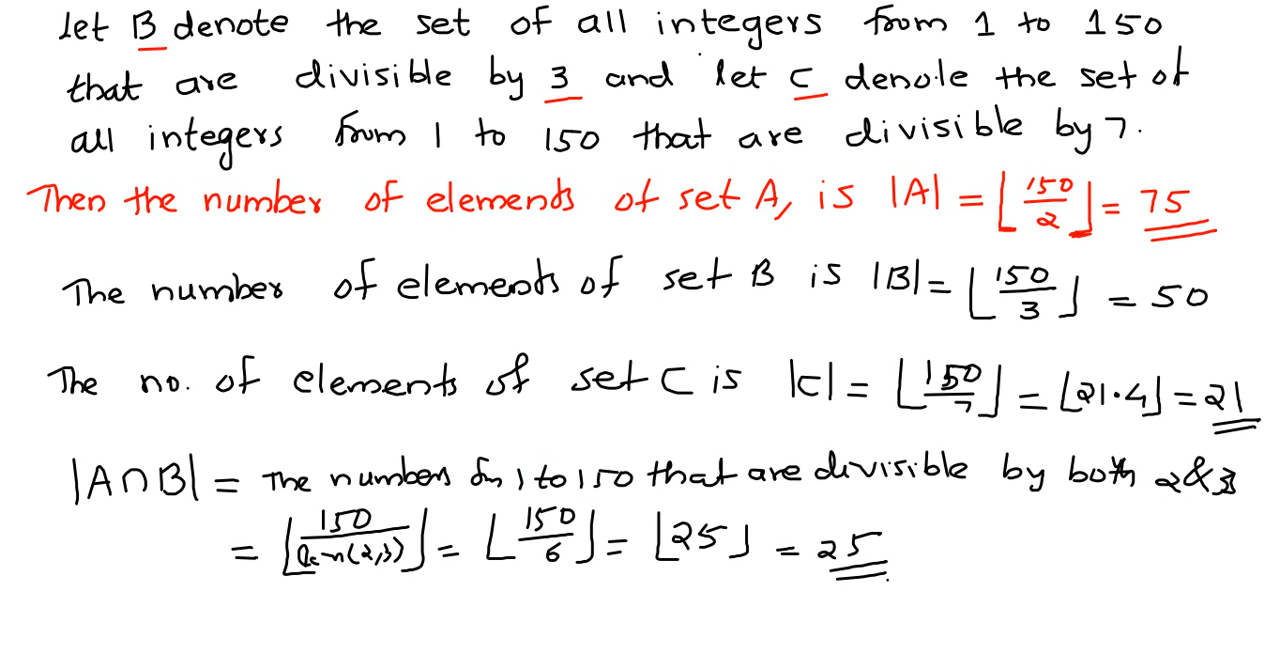 let B denote the set of all integers from 1 to 150
that are divisible by 3 and let C denote the set of
all integers from 1 to 150 that are divisible by 7.
Then the number of elements of set A, is |A| = ⌊150/2⌋ = 75
The number of elements of set B is |B| = ⌊150/3⌋ = 50
The no. of elements of set C is |C| = ⌊150/7⌋ = ⌊21.4⌋ = 21
|A∩B| = The numbers fm 1 to 150 that are divisible by both 2 & 3
= ⌊150/lcm(2,3)⌋ = ⌊150/6⌋ = ⌊25⌋ = 25